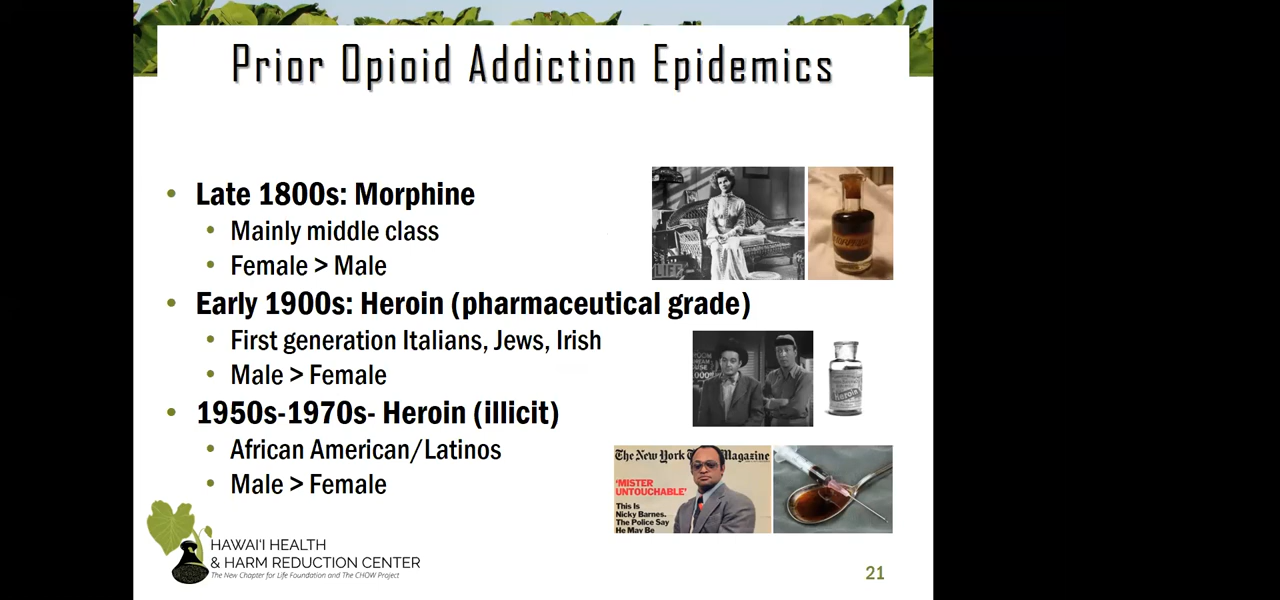 Prior Opioid Addiction Epidemics
• Late 1800s: Morphine
• Mainly middle class
• Female > Male
LIFE
• Early 1900s: Heroin (pharmaceutical grade)
• First generation Italians, Jews, Irish
• Male > Female
Heroin
• 1950s-1970s- Heroin (illicit)
• African American/Latinos
• Male > Female
The New York
Magazine
'MISTER
UNTOUCHABLE'
This Is
Nicky Barnes.
The Police Say
He May Be
HAWAI'I HEALTH
& HARM REDUCTION CENTER
The New Chapter for Life Foundation and The CHOW Project
21